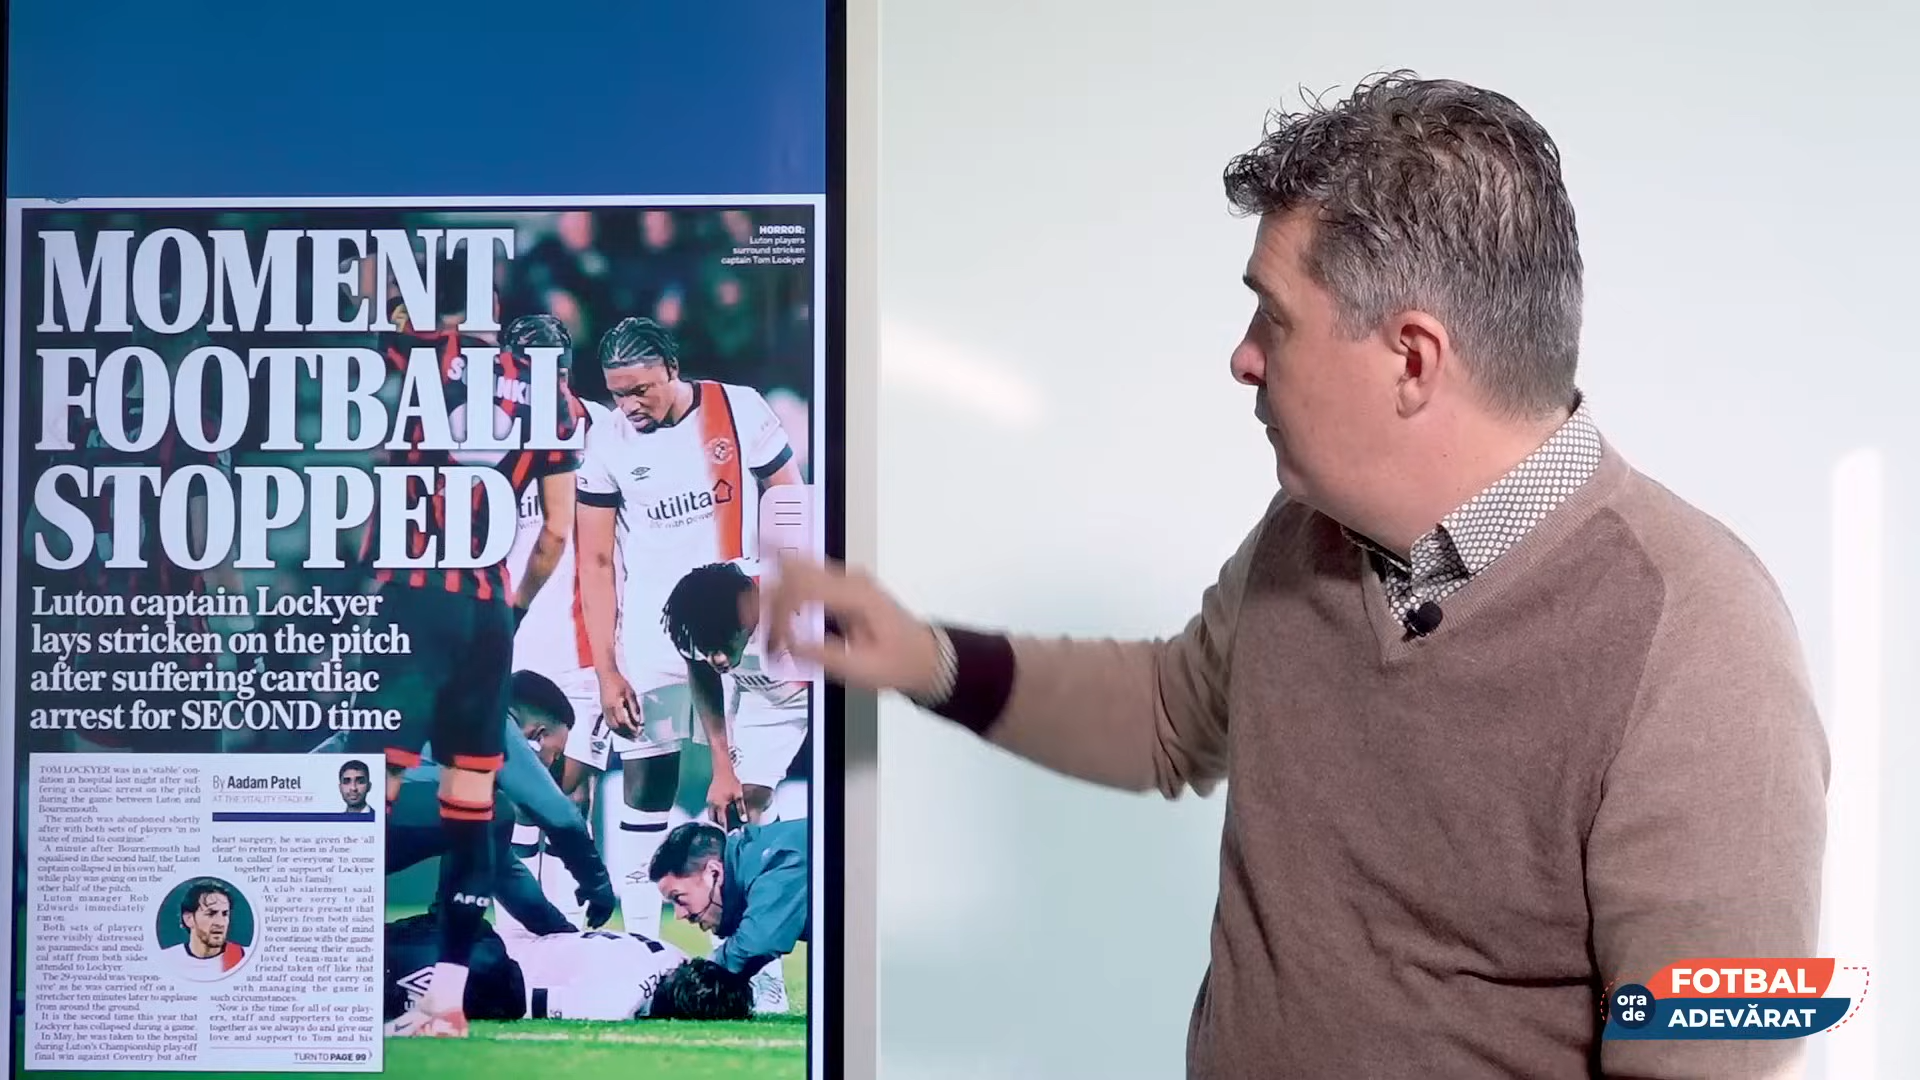 MOMENT
FOOTBALL
STOPPED
HORROR:
Luton players
surround stricken
captain Tom Lockyer
utilita
life with power
Luton captain Lockyer
lays stricken on the pitch
after suffering cardiac
arrest for SECOND time
By Aadam Patel
AT THE VITALITY STADIUM
TOM LOCKYER was in a 'stable' con-
dition in hospital last night after suf-
fering a cardiac arrest on the pitch
during the game between Luton and
Bournemouth.
The match was abandoned shortly
after with both sets of players 'in no
state of mind to continue.'
A minute after Bournemouth had
equalised in the second half, the Luton
captain collapsed in his own half,
while play was going on in the
other half of the pitch.
Luton manager Rob
Edwards immediately
ran on.
Both sets of players
were visibly distressed
as paramedics and medi-
cal staff from both sides
attended to Lockyer.
The 29-year-old was 'respon-
sive' as he was carried off on a
stretcher ten minutes later to applause
from around the ground.
It is the second time this year that
Lockyer has collapsed during a game.
In May, he was taken to the hospital
during Luton's Championship play-off
final win against Coventry but after
heart surgery, he was given the 'all
clear' to return to action in June.
Luton called for everyone 'to come
together' in support of Lockyer
(left) and his family.
A club statement said:
'We are sorry to all
supporters present that
players from both sides
were in no state of mind
to continue with the game
after seeing their much-
loved team-mate and
friend taken off like that
and staff could not carry on
with managing the game in
such circumstances.
'Now is the time for all of our play-
ers, staff and supporters to come
together as we always do and give our
love and support to Tom and his
TURN TO PAGE 99
AFCB
ora
de
FOTBAL
ADEVĂRAT